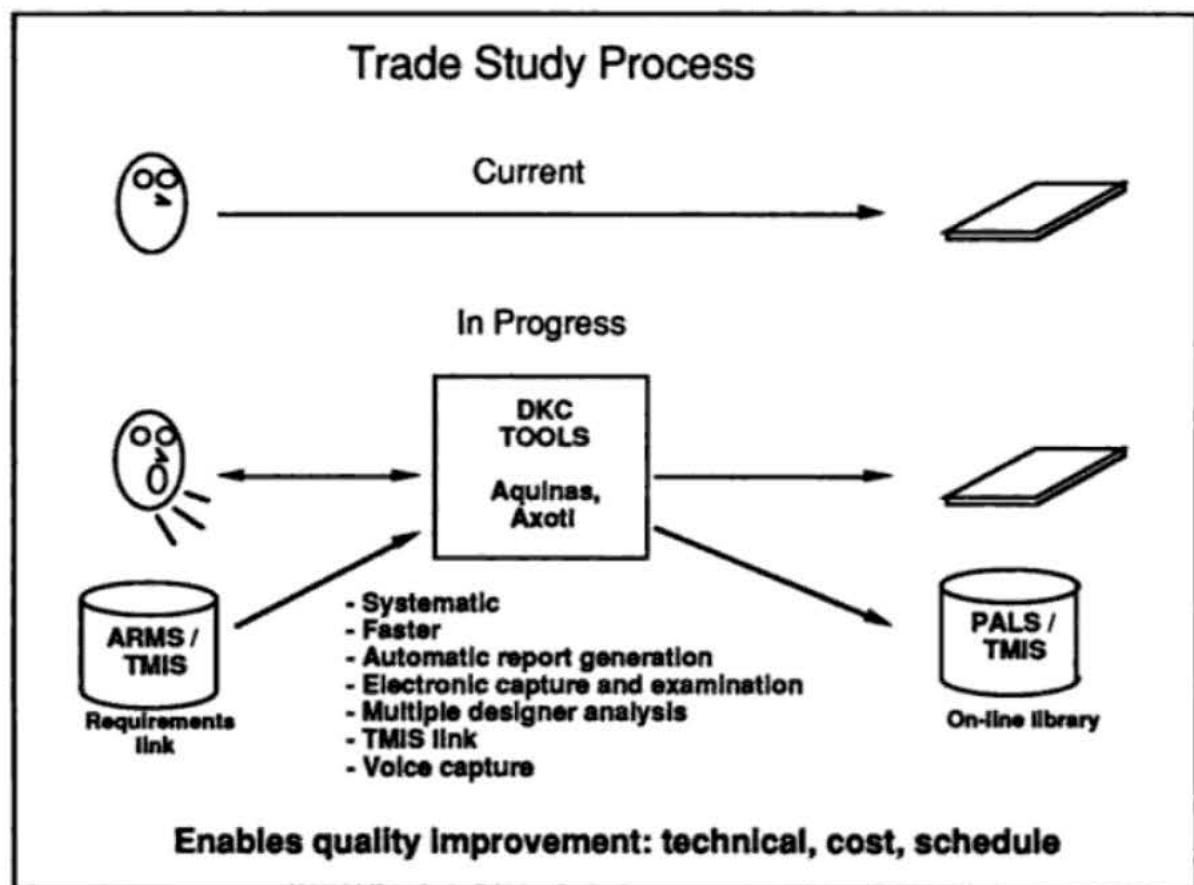 Trade Study Process
Current
In Progress
DKC
TOOLS
Aquinas,
Axotl
ARMS /
TMIS
Requirements
link
- Systematic
- Faster
- Automatic report generation
- Electronic capture and examination
- Multiple designer analysis
- TMIS link
- Voice capture
PALS /
TMIS
On-line library
Enables quality improvement: technical, cost, schedule